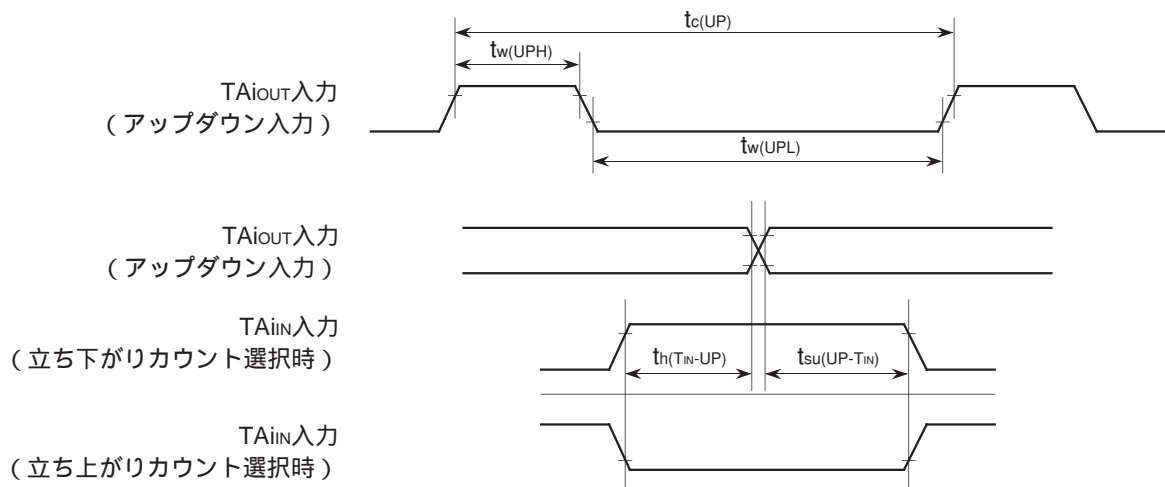 tc(UP)
tw(UPH)
TAiOUT入力
(アップダウン入力)
tw(UPL)
TAiOUT入力
(アップダウン入力)
TAiIN入力
(立ち下がりカウント選択時)
th(TIN-UP)
tsu(UP-TIN)
TAiIN入力
(立ち上がりカウント選択時)